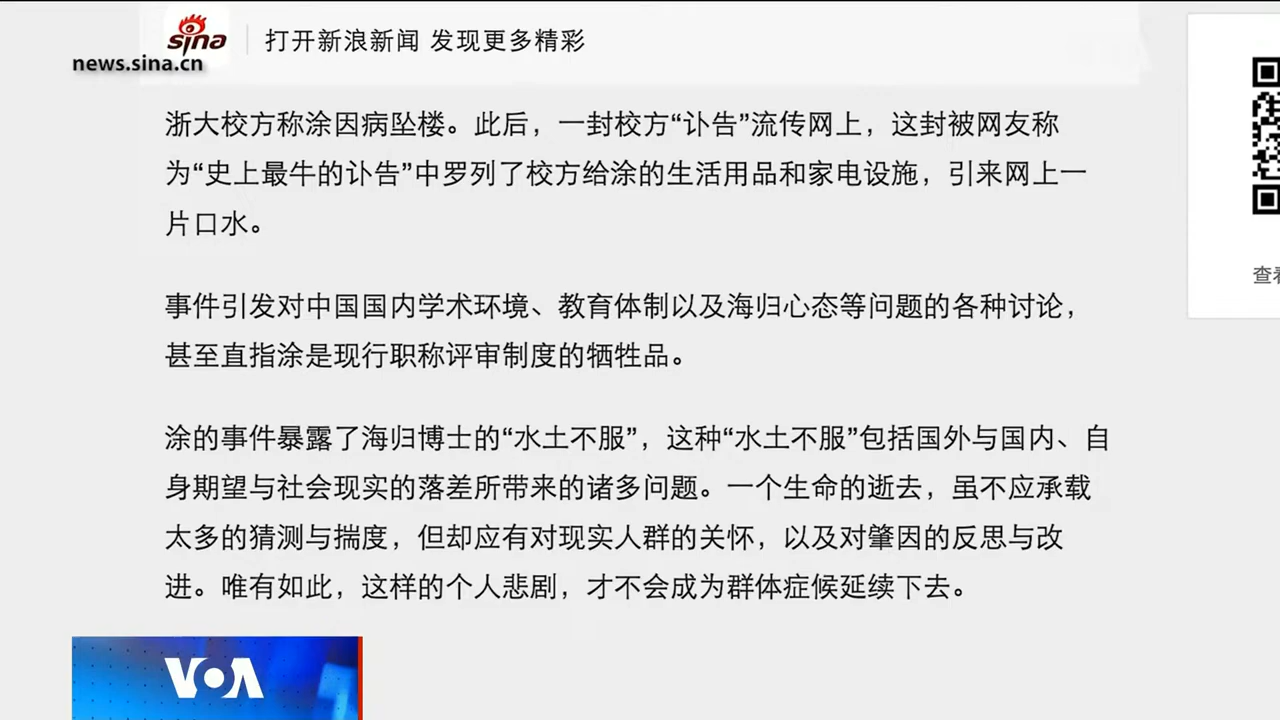 sina
打开新浪新闻 发现更多精彩
news.sina.cn
浙大校方称涂因病坠楼。此后，一封校方“讣告”流传网上，这封被网友称
为“史上最牛的讣告”中罗列了校方给涂的生活用品和家电设施，引来网上一
片口水。
事件引发对中国国内学术环境、教育体制以及海归心态等问题的各种讨论，
甚至直指涂是现行职称评审制度的牺牲品。
涂的事件暴露了海归博士的“水土不服”，这种“水土不服”包括国外与国内、自
身期望与社会现实的落差所带来的诸多问题。一个生命的逝去，虽不应承载
太多的猜测与揣度，但却应有对现实人群的关怀，以及对肇因的反思与改
进。唯有如此，这样的个人悲剧，才不会成为群体症候延续下去。
查看
VOA